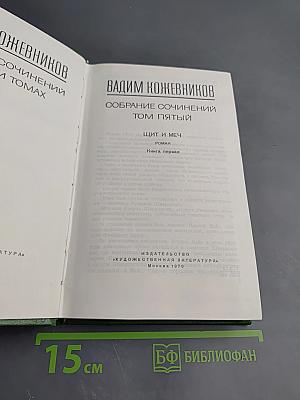 КОЖЕВНИКОВ
СОЧИНЕНИЙ
И ТОМАХ
ВАДИМ КОЖЕВНИКОВ
СОБРАНИЕ СОЧИНЕНИЙ
ТОМ ПЯТЫЙ
ЩИТ И МЕЧ
РОМАН
Книга первая
ИЗДАТЕЛЬСТВО
«ХУДОЖЕСТВЕННАЯ ЛИТЕРАТУРА»
Москва 1979
15 см
БФ БИБЛИОФАН